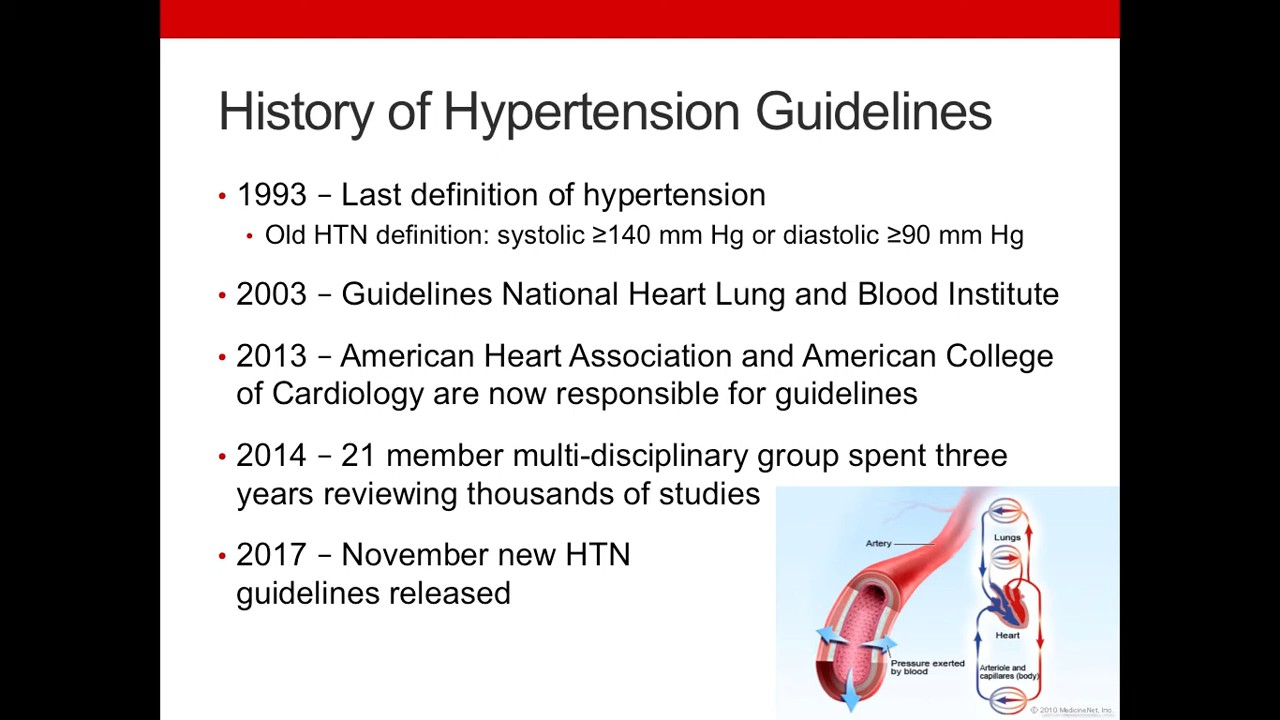 History of Hypertension Guidelines
• 1993 – Last definition of hypertension
• Old HTN definition: systolic ≥140 mm Hg or diastolic ≥90 mm Hg
• 2003 – Guidelines National Heart Lung and Blood Institute
• 2013 – American Heart Association and American College
of Cardiology are now responsible for guidelines
• 2014 – 21 member multi-disciplinary group spent three
years reviewing thousands of studies
• 2017 – November new HTN
guidelines released
Artery
Lungs
Heart
Pressure exerted
by blood
Arteriole and
capillaries (body)
© 2010 MedicineNet, Inc.